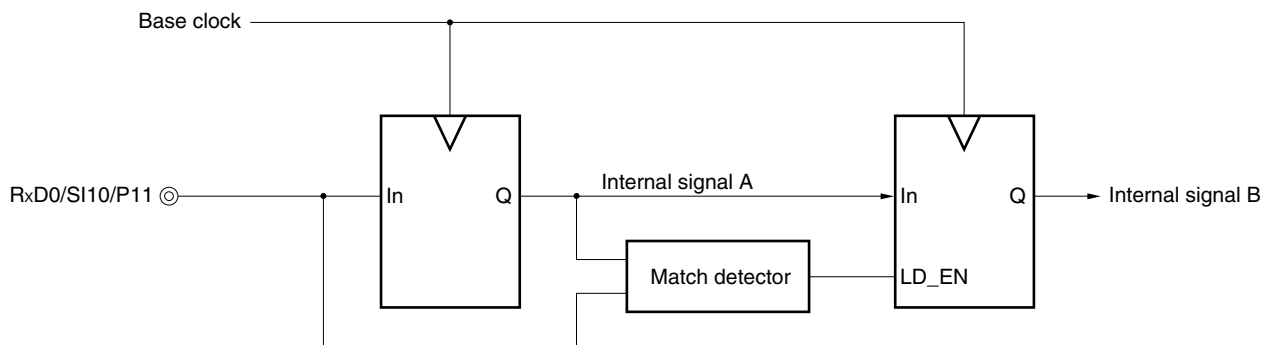 Base clock
RxD0/SI10/P11
In
Q
Internal signal A
In
Q
Internal signal B
Match detector
LD_EN